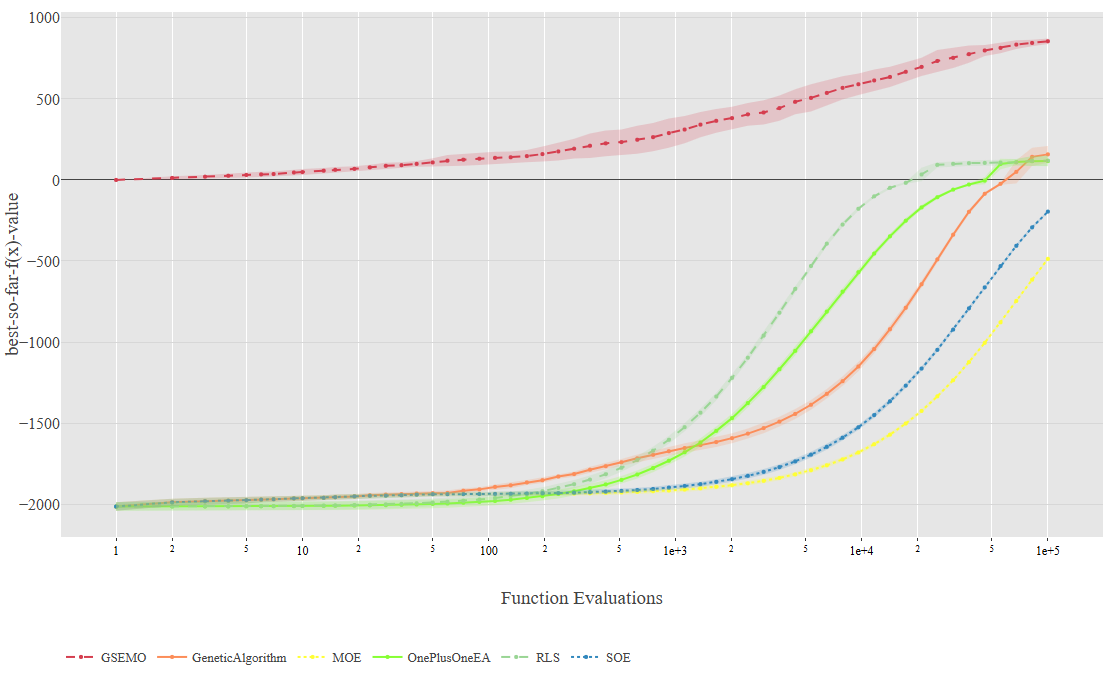 1000
500
0
−500
−1000
−1500
−2000
best-so-far-f(x)-value
1 2 5 10 2 5 100 2 5 1e+3 2 5 1e+4 2 5 1e+5
Function Evaluations
GSEMO GeneticAlgorithm MOE OnePlusOneEA RLS SOE